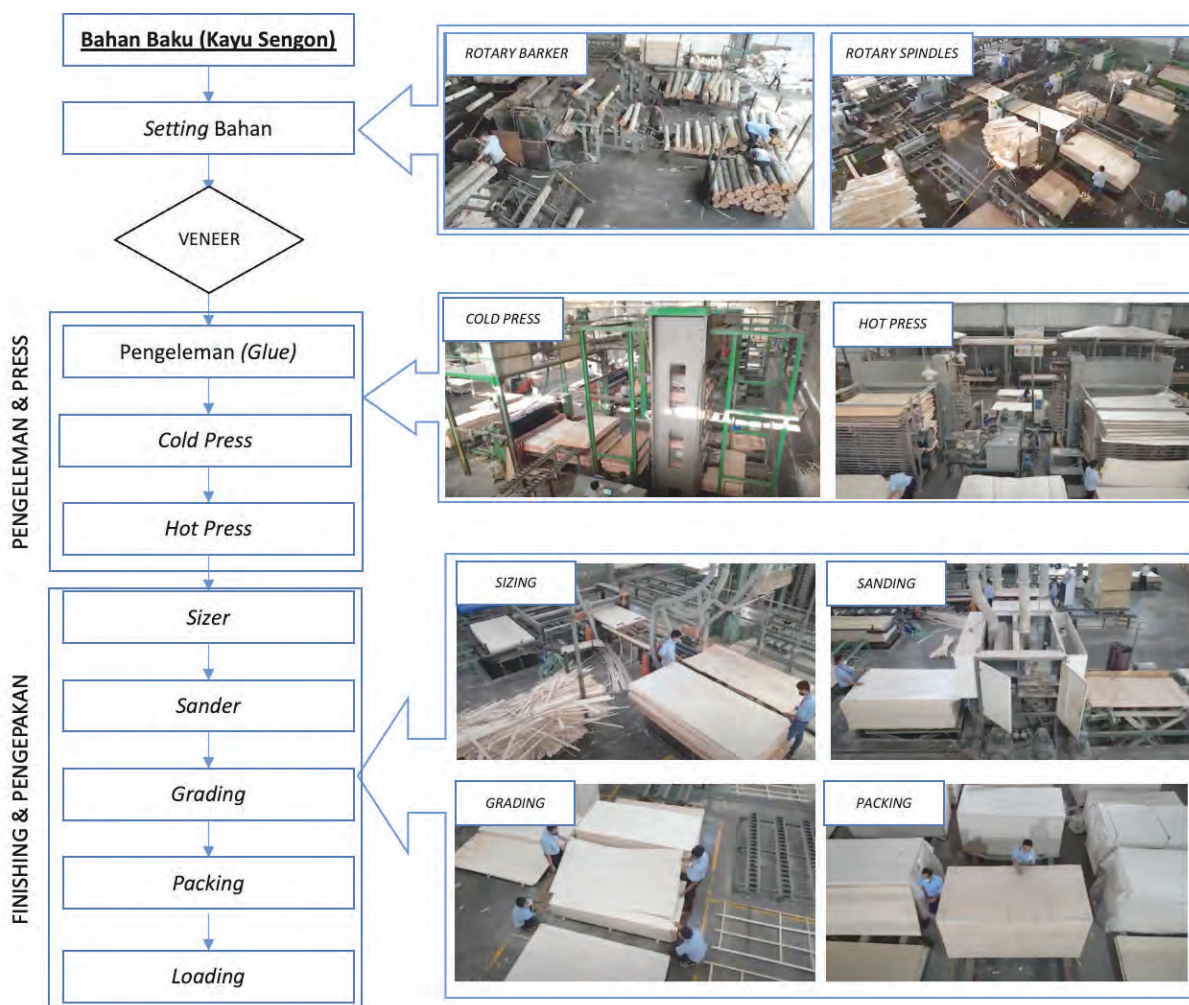 Bahan Baku (Kayu Sengon)
Setting Bahan
VENEER
PENGELEMAN & PRESS
Pengeleman (Glue)
Cold Press
Hot Press
FINISHING & PENGEPAKAN
Sizer
Sander
Grading
Packing
Loading
ROTARY BARKER
ROTARY SPINDLES
COLD PRESS
HOT PRESS
SIZING
SANDING
GRADING
PACKING